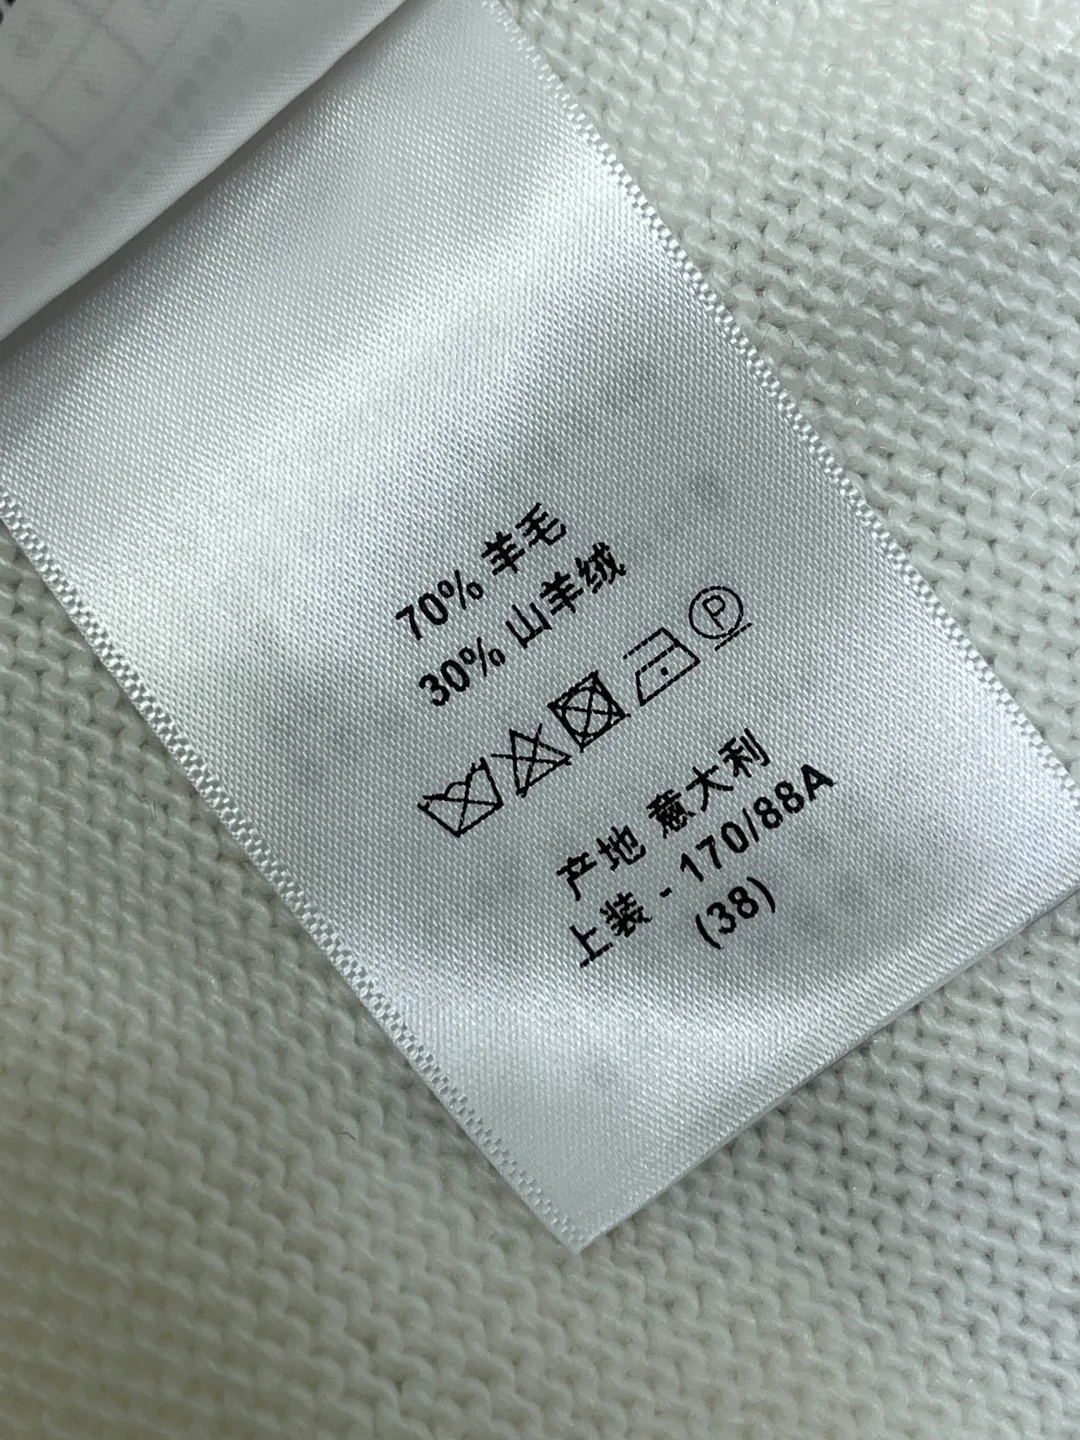 70% 羊毛
30% 山羊绒
P
产地 意大利
上装 - 170/88A
(38)